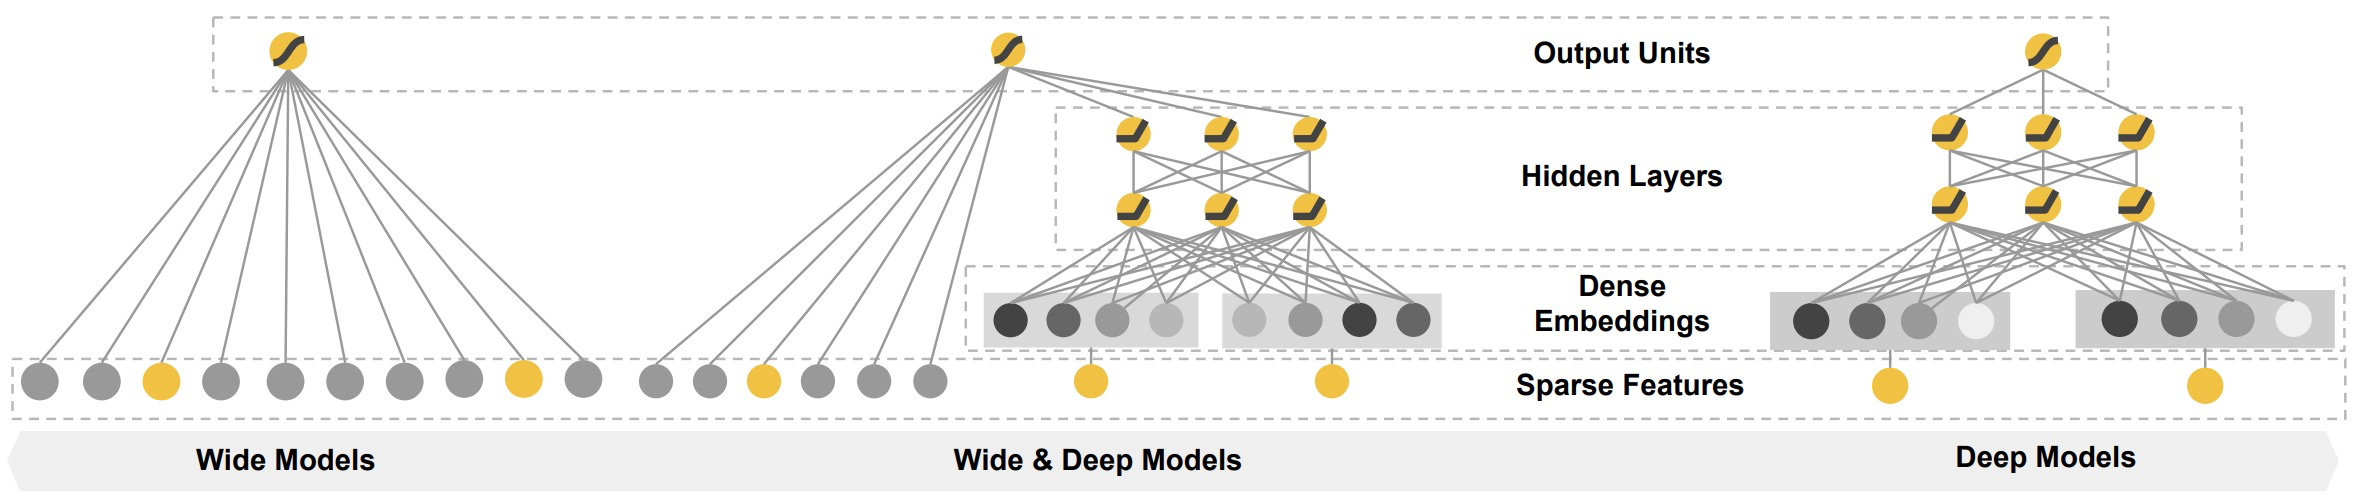 Output Units
Hidden Layers
Dense
Embeddings
Sparse Features
Wide Models
Wide & Deep Models
Deep Models